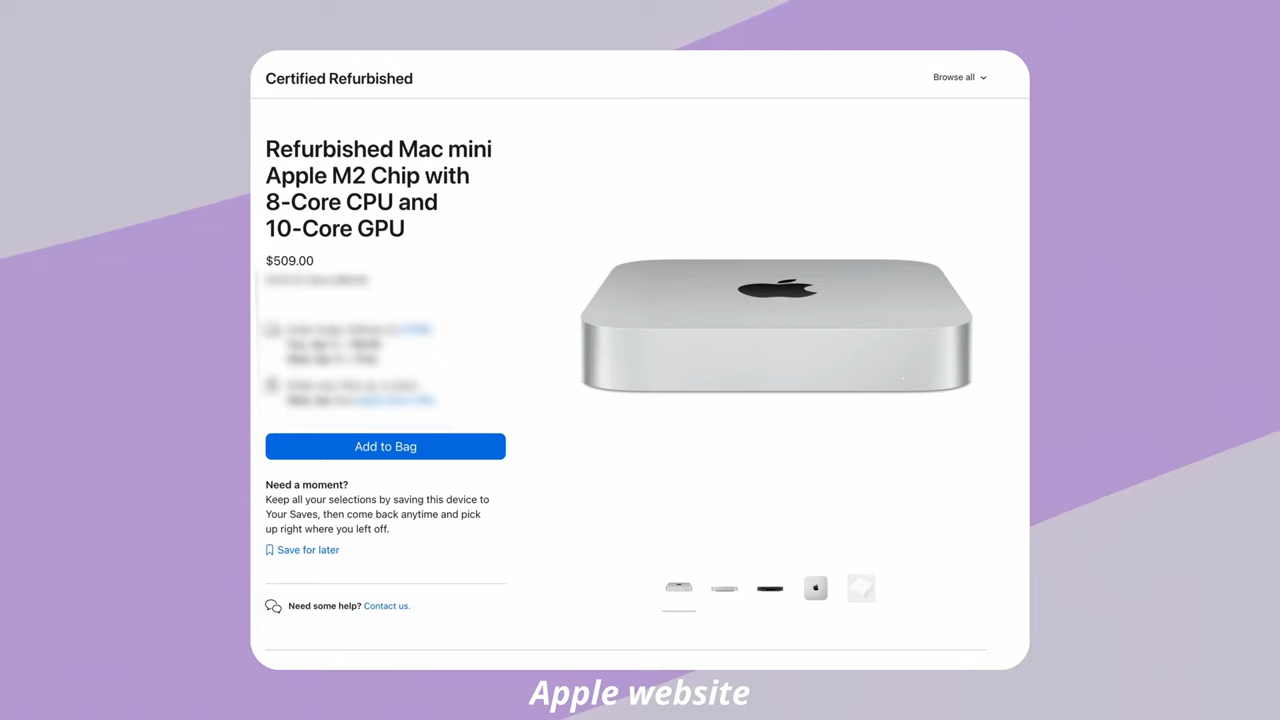 Certified Refurbished
Browse all
Refurbished Mac mini
Apple M2 Chip with
8-Core CPU and
10-Core GPU
$509.00
Add to Bag
Need a moment?
Keep all your selections by saving this device to
Your Saves, then come back anytime and pick
up right where you left off.
Save for later
Need some help? Contact us.
Apple website